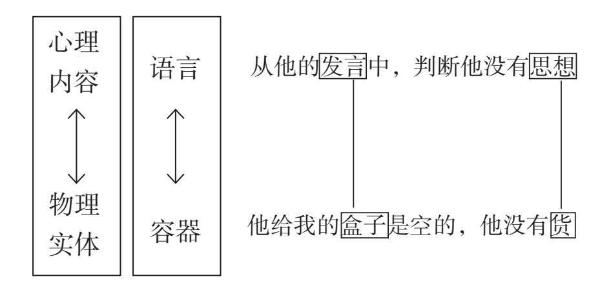 心理
内容
物理
实体
语言
容器
从他的发言中，判断他没有思想
他给我的盒子是空的，他没有货